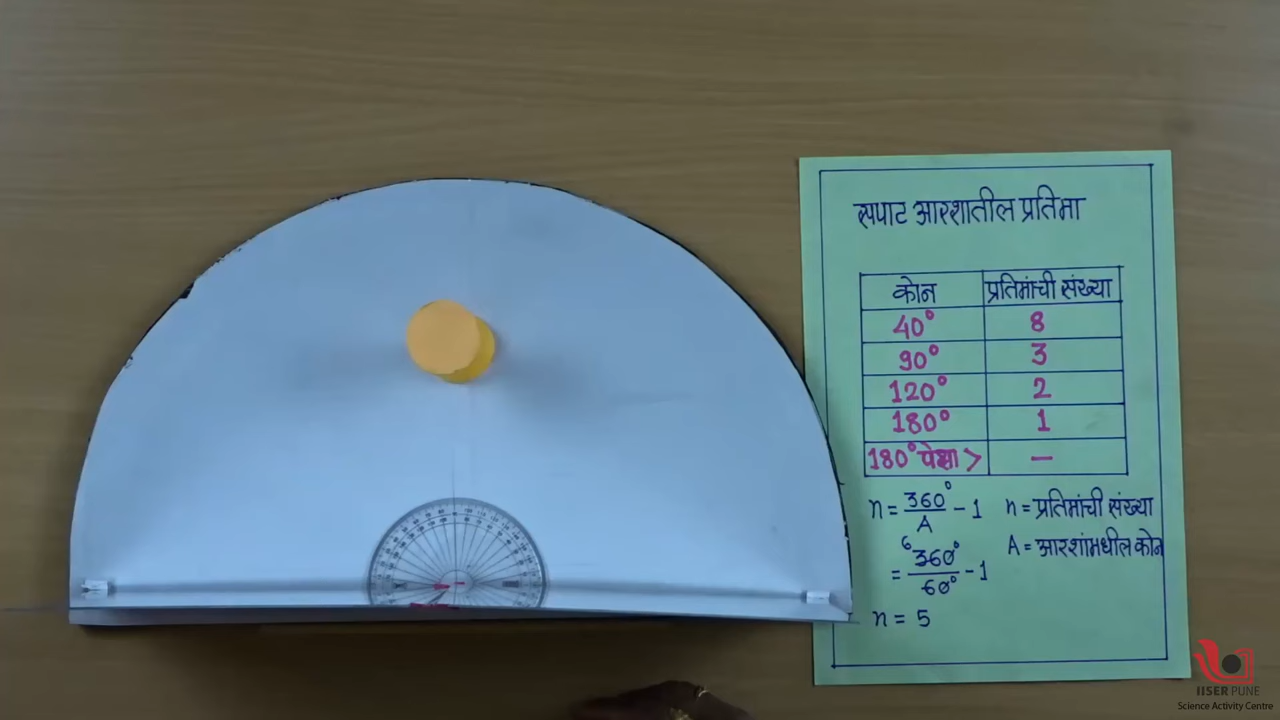 सपाट आरशातील प्रतिमा
कोन प्रतिमांची संख्या
40° 8
90° 3
120° 2
180° 1
180° पेक्षा > —
n = 360°/A - 1 n = प्रतिमांची संख्या
A = आरशांमधील कोन
= 6 360°/60° - 1
n = 5
IISER PUNE
Science Activity Centre